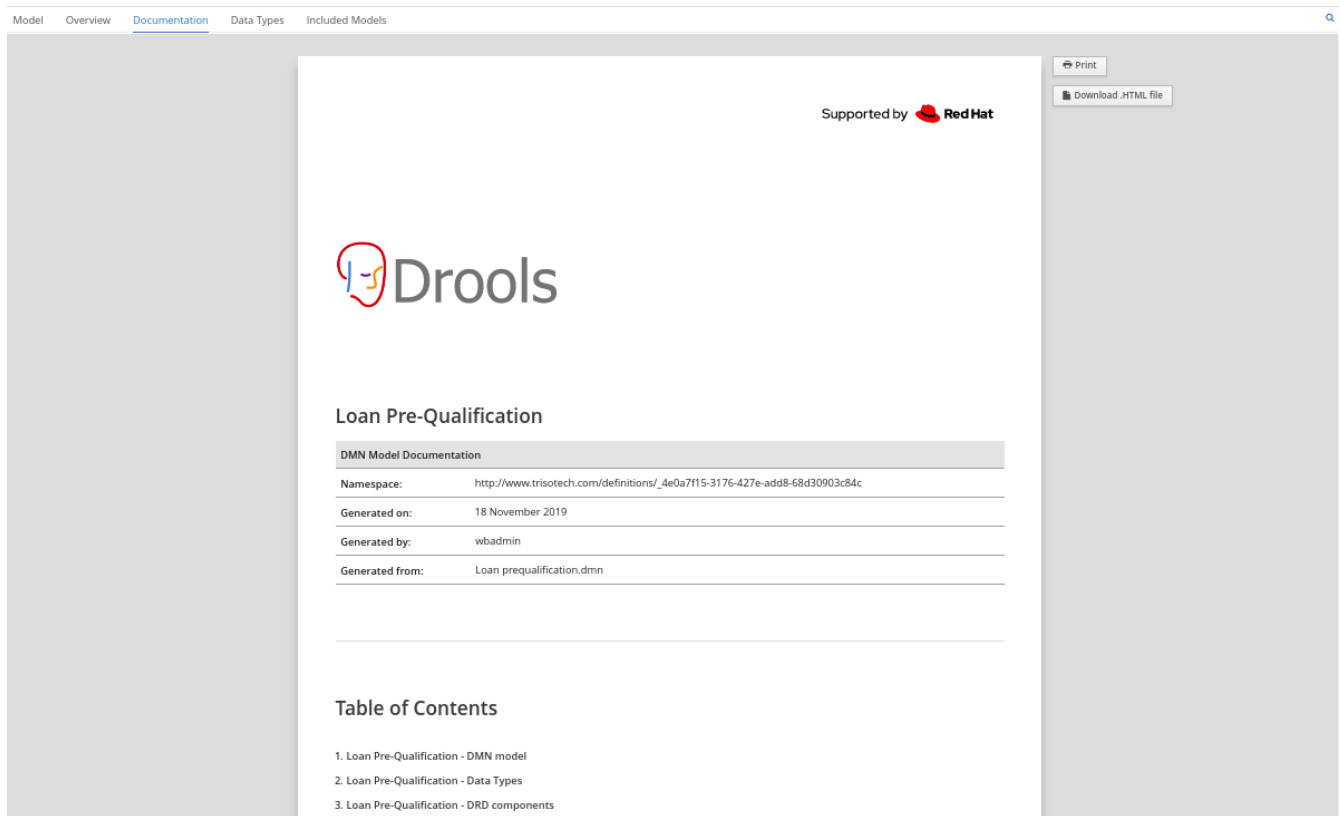 Model Overview Documentation Data Types Included Models
Print
Download .HTML file
Supported by Red Hat
Drools
Loan Pre-Qualification
DMN Model Documentation
Namespace: http://www.trisotech.com/definitions/_4e0a7f15-3176-427e-add8-68d30903c84c
Generated on: 18 November 2019
Generated by: wbadmin
Generated from: Loan prequalification.dmn
Table of Contents
1. Loan Pre-Qualification - DMN model
2. Loan Pre-Qualification - Data Types
3. Loan Pre-Qualification - DRD components